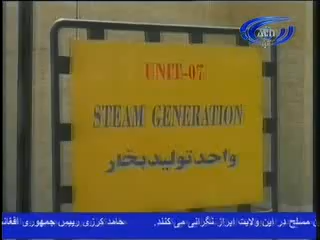 UNIT-07
STEAM GENERATION
واحد تولید بخار
مسلح در این ولایت ابراز نگرانی می کنند. حامد کرزی رییس جمهوری افغان